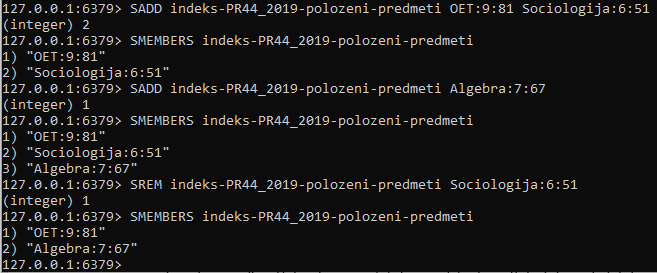 127.0.0.1:6379> SADD indeks-PR44_2019-polozeni-predmeti OET:9:81 Sociologija:6:51
(integer) 2
127.0.0.1:6379> SMEMBERS indeks-PR44_2019-polozeni-predmeti
1) "OET:9:81"
2) "Sociologija:6:51"
127.0.0.1:6379> SADD indeks-PR44_2019-polozeni-predmeti Algebra:7:67
(integer) 1
127.0.0.1:6379> SMEMBERS indeks-PR44_2019-polozeni-predmeti
1) "OET:9:81"
2) "Sociologija:6:51"
3) "Algebra:7:67"
127.0.0.1:6379> SREM indeks-PR44_2019-polozeni-predmeti Sociologija:6:51
(integer) 1
127.0.0.1:6379> SMEMBERS indeks-PR44_2019-polozeni-predmeti
1) "OET:9:81"
2) "Algebra:7:67"
127.0.0.1:6379>